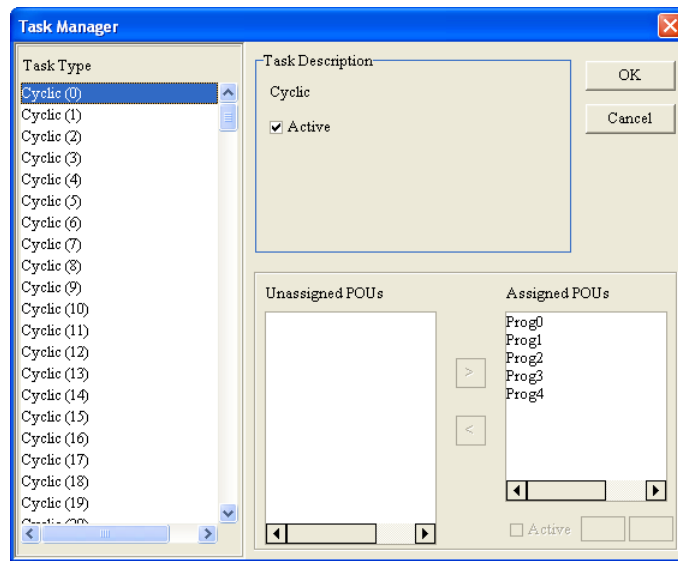 Task Manager
Task Type
Cyclic (0)
Cyclic (1)
Cyclic (2)
Cyclic (3)
Cyclic (4)
Cyclic (5)
Cyclic (6)
Cyclic (7)
Cyclic (8)
Cyclic (9)
Cyclic (10)
Cyclic (11)
Cyclic (12)
Cyclic (13)
Cyclic (14)
Cyclic (15)
Cyclic (16)
Cyclic (17)
Cyclic (18)
Cyclic (19)
Task Description
Cyclic
Active
OK
Cancel
Unassigned POUs
>
<
Assigned POUs
Prog0
Prog1
Prog2
Prog3
Prog4
Active